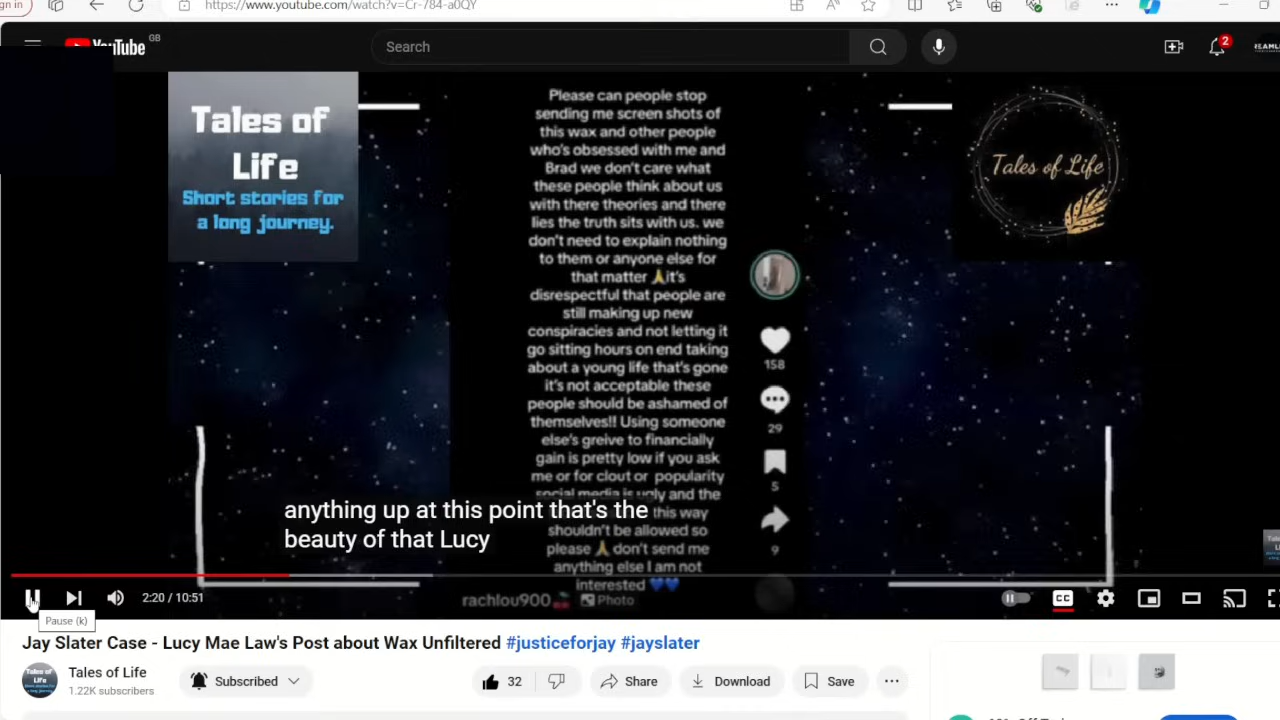 gn in
https://www.youtube.com/watch?v=Cr-784-a0QY
YouTube GB
Search
2
Tales of
Life
Short stories for
a long journey.
Please can people stop
sending me screen shots of
this wax and other people
who's obsessed with me and
Brad we don't care what
these people think about us
with there theories and there
lies the truth sits with us. we
don't need to explain nothing
to them or anyone else for
that matter 🙏it's
disrespectful that people are
still making up new
conspiracies and not letting it
go sitting hours on end taking
about a young life that's gone
it's not acceptable these
people should be ashamed of
themselves!! Using someone
else's greive to financially
gain is pretty low if you ask
me or for clout or popularity
social media is ugly and the
this way
shouldn't be allowed so
please 🙏 don't send me
anything else I am not
interested 💙💙
158
29
5
9
Tales of Life
anything up at this point that's the
beauty of that Lucy
rachlou900🍒 Photo
2:20 / 10:51
CC
Pause (k)
Jay Slater Case - Lucy Mae Law's Post about Wax Unfiltered #justiceforjay #jayslater
Tales of Life
1.22K subscribers
Subscribed
32
Share
Download
Save